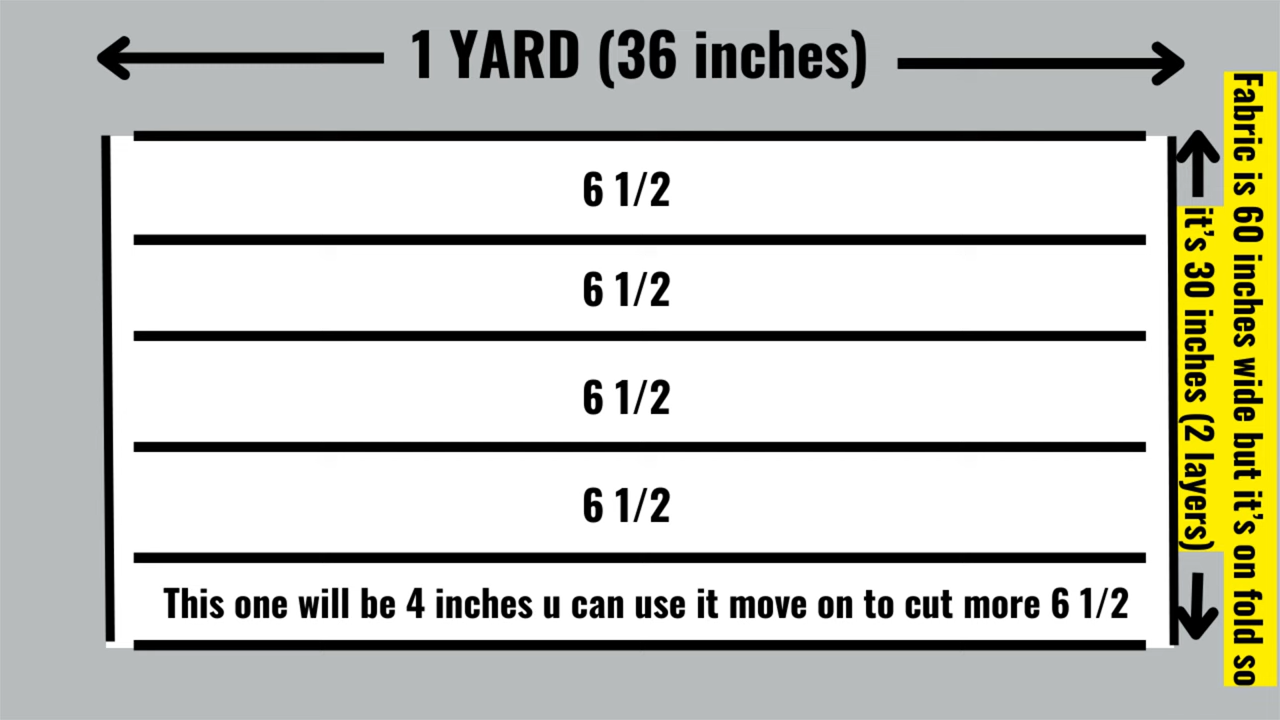 1 YARD (36 inches)
6 1/2
6 1/2
6 1/2
6 1/2
This one will be 4 inches u can use it move on to cut more 6 1/2
Fabric is 60 inches wide but it's on fold so
it's 30 inches (2 layers)